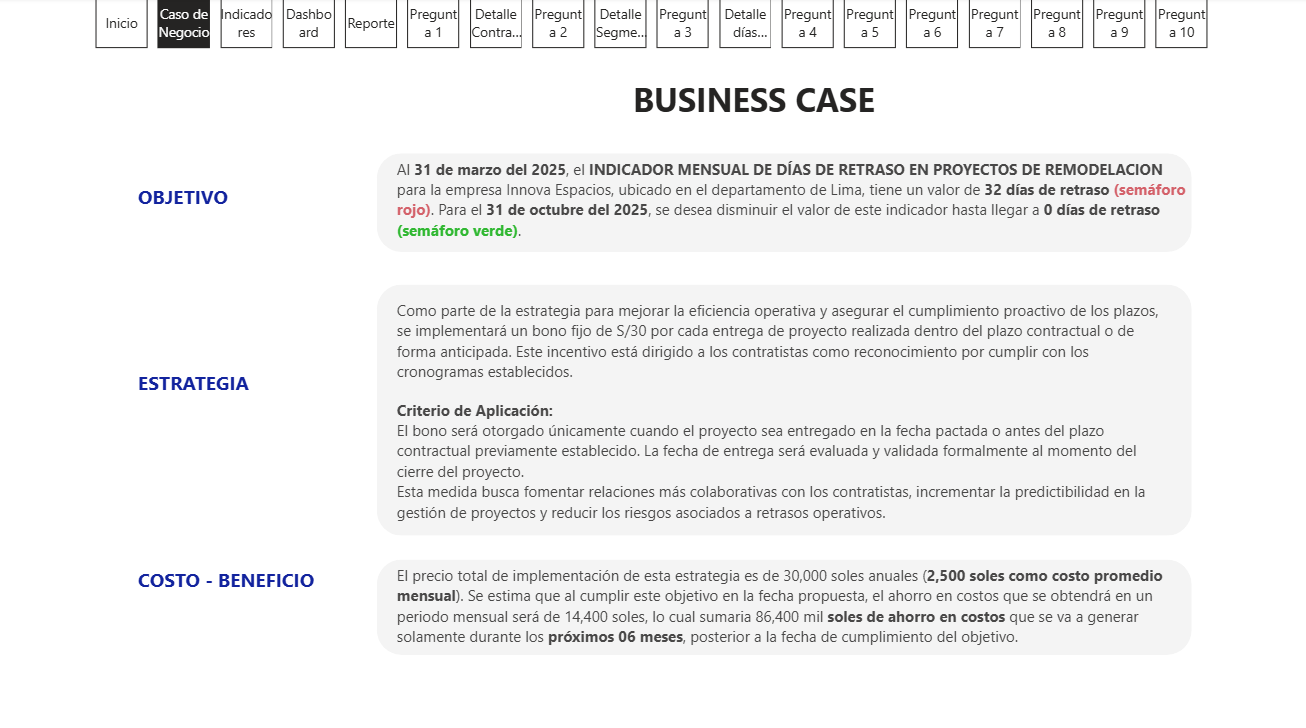 Inicio
Caso de
Negocio
Indicado
res
Dashbo
ard
Reporte
Pregunt
a 1
Detalle
Contra...
Pregunt
a 2
Detalle
Segme...
Pregunt
a 3
Detalle
días...
Pregunt
a 4
Pregunt
a 5
Pregunt
a 6
Pregunt
a 7
Pregunt
a 8
Pregunt
a 9
Pregunt
a 10
BUSINESS CASE
OBJETIVO
Al 31 de marzo del 2025, el INDICADOR MENSUAL DE DÍAS DE RETRASO EN PROYECTOS DE REMODELACION
para la empresa Innova Espacios, ubicado en el departamento de Lima, tiene un valor de 32 días de retraso (semáforo
rojo). Para el 31 de octubre del 2025, se desea disminuir el valor de este indicador hasta llegar a 0 días de retraso
(semáforo verde).
ESTRATEGIA
Como parte de la estrategia para mejorar la eficiencia operativa y asegurar el cumplimiento proactivo de los plazos,
se implementará un bono fijo de S/30 por cada entrega de proyecto realizada dentro del plazo contractual o de
forma anticipada. Este incentivo está dirigido a los contratistas como reconocimiento por cumplir con los
cronogramas establecidos.
Criterio de Aplicación:
El bono será otorgado únicamente cuando el proyecto sea entregado en la fecha pactada o antes del plazo
contractual previamente establecido. La fecha de entrega será evaluada y validada formalmente al momento del
cierre del proyecto.
Esta medida busca fomentar relaciones más colaborativas con los contratistas, incrementar la predictibilidad en la
gestión de proyectos y reducir los riesgos asociados a retrasos operativos.
COSTO - BENEFICIO
El precio total de implementación de esta estrategia es de 30,000 soles anuales (2,500 soles como costo promedio
mensual). Se estima que al cumplir este objetivo en la fecha propuesta, el ahorro en costos que se obtendrá en un
periodo mensual será de 14,400 soles, lo cual sumaria 86,400 mil soles de ahorro en costos que se va a generar
solamente durante los próximos 06 meses, posterior a la fecha de cumplimiento del objetivo.